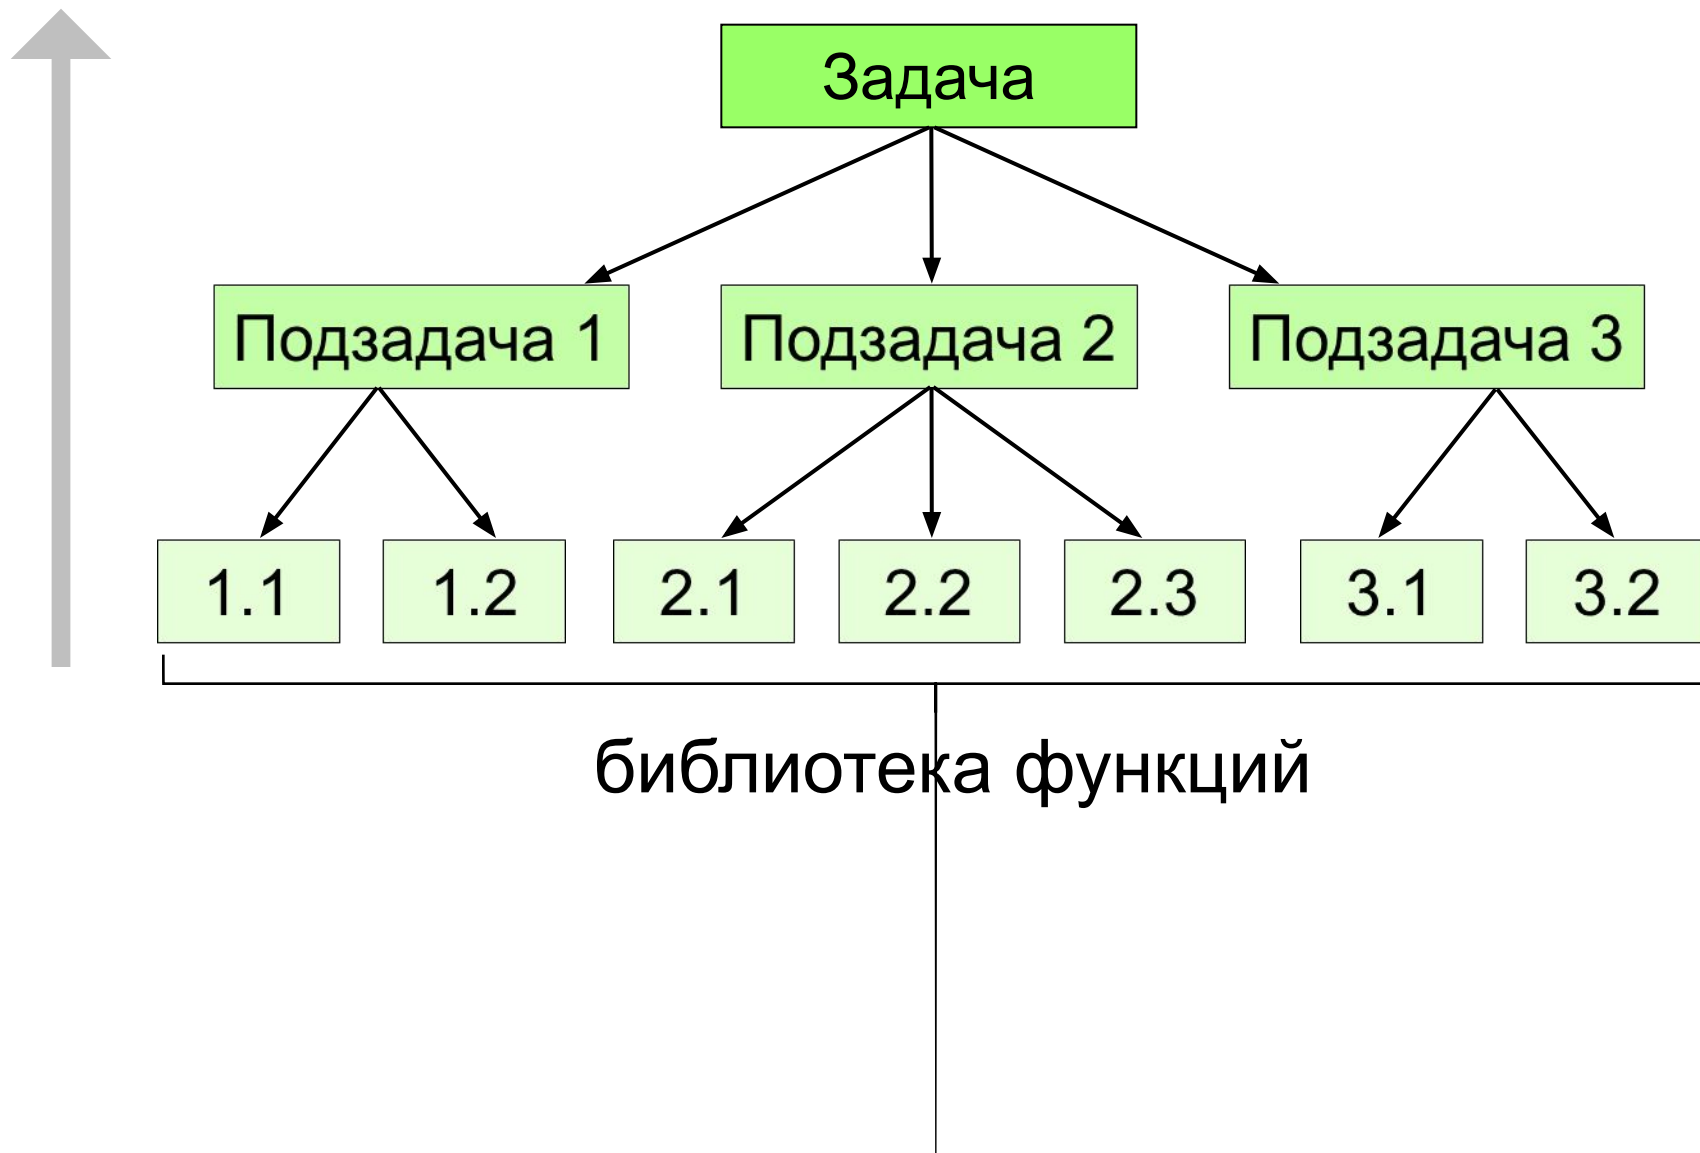 Задача
Подзадача 1
Подзадача 2
Подзадача 3
1.1
1.2
2.1
2.2
2.3
3.1
3.2
библиотека функций